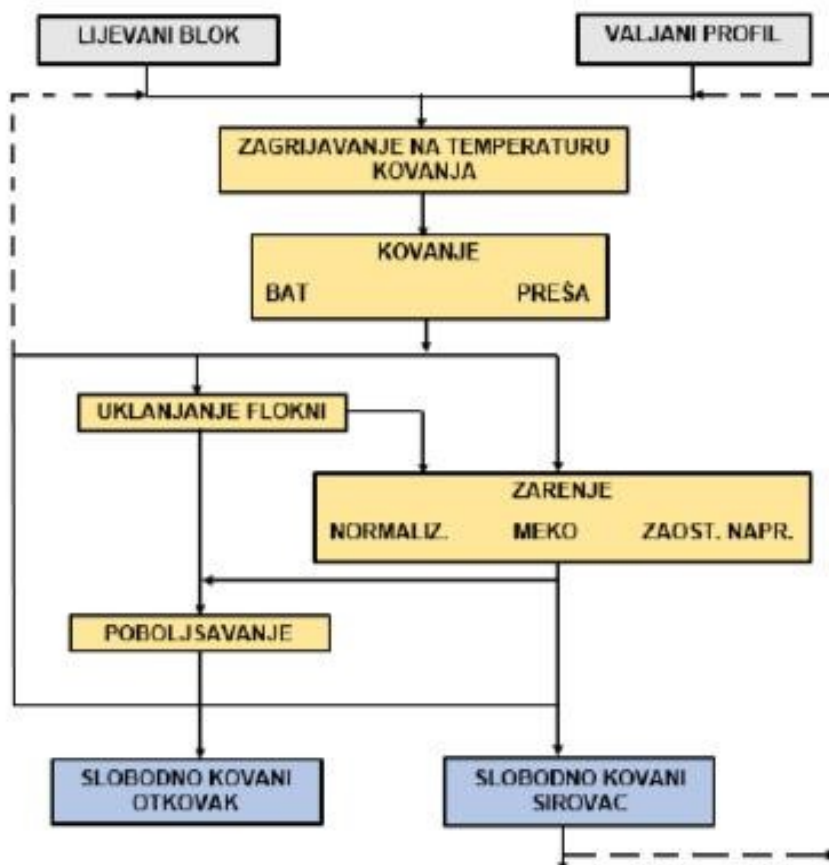 LIJEVANI BLOK
VALJANI PROFIL
ZAGRIJAVANJE NA TEMPERATURU
KOVANJA
KOVANJE
BAT PREŠA
UKLANJANJE FLOKNI
ZARENJE
NORMALIZ. MEKO ZAOST. NAPR.
POBOLJSAVANJE
SLOBODNO KOVANI
OTKOVAK
SLOBODNO KOVANI
SIROVAC